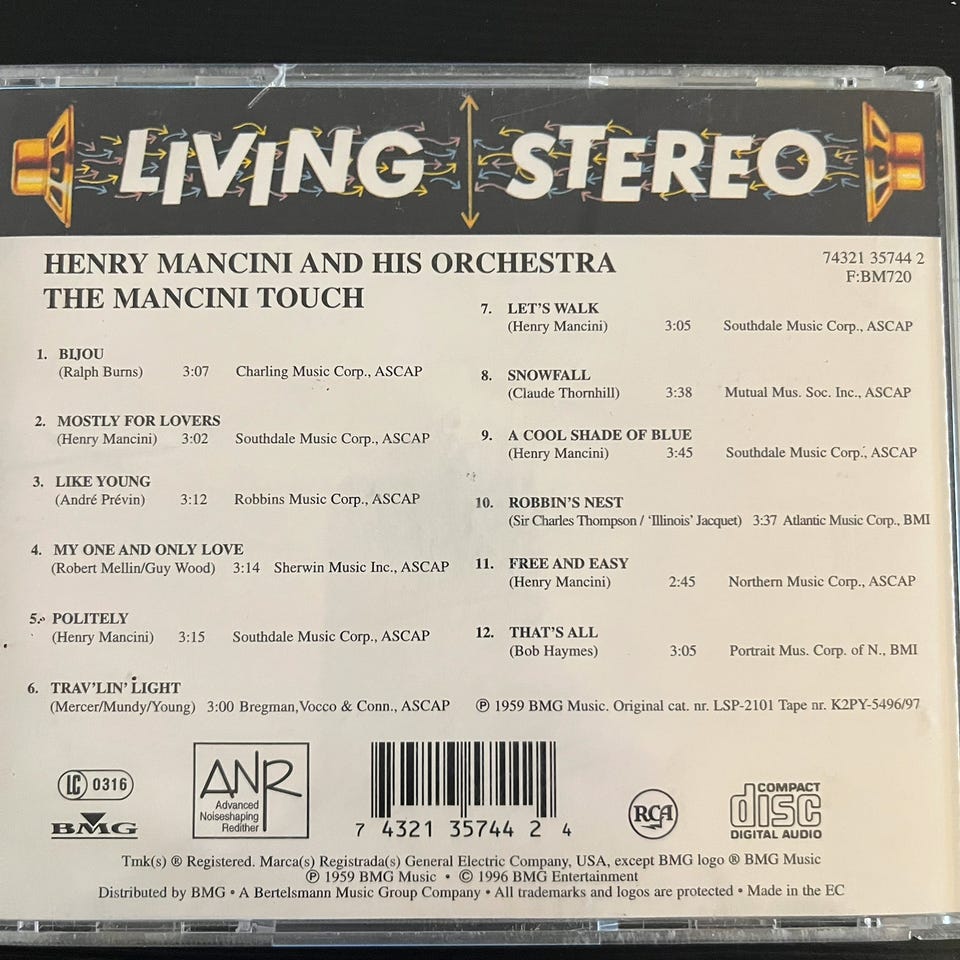 LIVING STEREO
HENRY MANCINI AND HIS ORCHESTRA
THE MANCINI TOUCH
74321 35744 2
F:BM720
1. BIJOU
(Ralph Burns) 3:07 Charling Music Corp., ASCAP
2. MOSTLY FOR LOVERS
(Henry Mancini) 3:02 Southdale Music Corp., ASCAP
3. LIKE YOUNG
(André Prévin) 3:12 Robbins Music Corp., ASCAP
4. MY ONE AND ONLY LOVE
(Robert Mellin/Guy Wood) 3:14 Sherwin Music Inc., ASCAP
5. POLITELY
(Henry Mancini) 3:15 Southdale Music Corp., ASCAP
6. TRAV'LIN' LIGHT
(Mercer/Mundy/Young) 3:00 Bregman,Vocco & Conn., ASCAP
7. LET'S WALK
(Henry Mancini) 3:05 Southdale Music Corp., ASCAP
8. SNOWFALL
(Claude Thornhill) 3:38 Mutual Mus. Soc. Inc., ASCAP
9. A COOL SHADE OF BLUE
(Henry Mancini) 3:45 Southdale Music Corp., ASCAP
10. ROBBIN'S NEST
(Sir Charles Thompson / 'Illinois' Jacquet) 3:37 Atlantic Music Corp., BMI
11. FREE AND EASY
(Henry Mancini) 2:45 Northern Music Corp., ASCAP
12. THAT'S ALL
(Bob Haymes) 3:05 Portrait Mus. Corp. of N., BMI
℗ 1959 BMG Music. Original cat. nr. LSP-2101 Tape nr. K2PY-5496/97
LC 0316
BMG
ANR
Advanced
Noiseshaping
Redither
7 4321 35744 2 4
RCA
COMPACT
disc
DIGITAL AUDIO
Tmk(s) ® Registered. Marca(s) Registrada(s) General Electric Company, USA, except BMG logo ® BMG Music
℗ 1959 BMG Music • © 1996 BMG Entertainment
Distributed by BMG • A Bertelsmann Music Group Company • All trademarks and logos are protected • Made in the EC